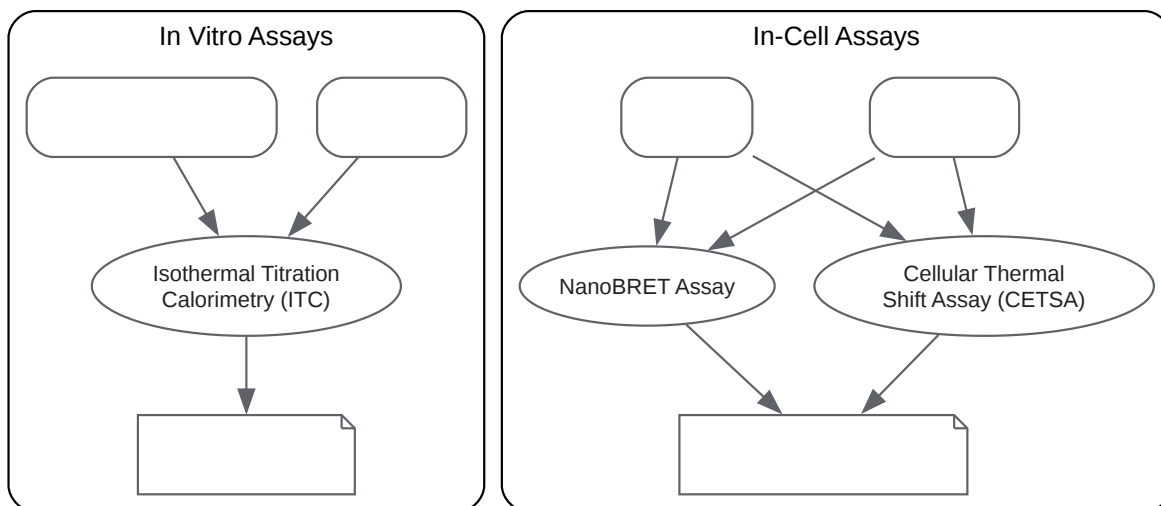 In Vitro Assays
In-Cell Assays
Isothermal Titration
Calorimetry (ITC)
NanoBRET Assay
Cellular Thermal
Shift Assay (CETSA)